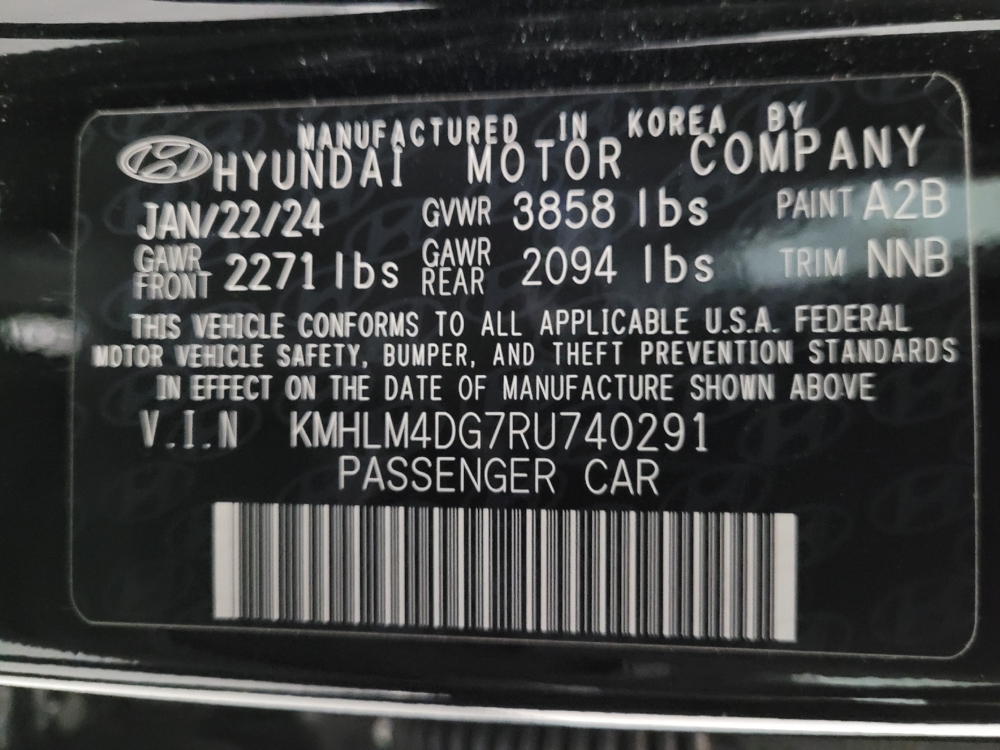 MANUFACTURED IN KOREA BY
HYUNDAI MOTOR COMPANY
JAN/22/24 GVWR 3858 lbs PAINT A2B
GAWR FRONT 2271 lbs GAWR REAR 2094 lbs TRIM NNB
THIS VEHICLE CONFORMS TO ALL APPLICABLE U.S.A. FEDERAL
MOTOR VEHICLE SAFETY, BUMPER, AND THEFT PREVENTION STANDARDS
IN EFFECT ON THE DATE OF MANUFACTURE SHOWN ABOVE
V.I.N KMHLM4DG7RU740291
PASSENGER CAR